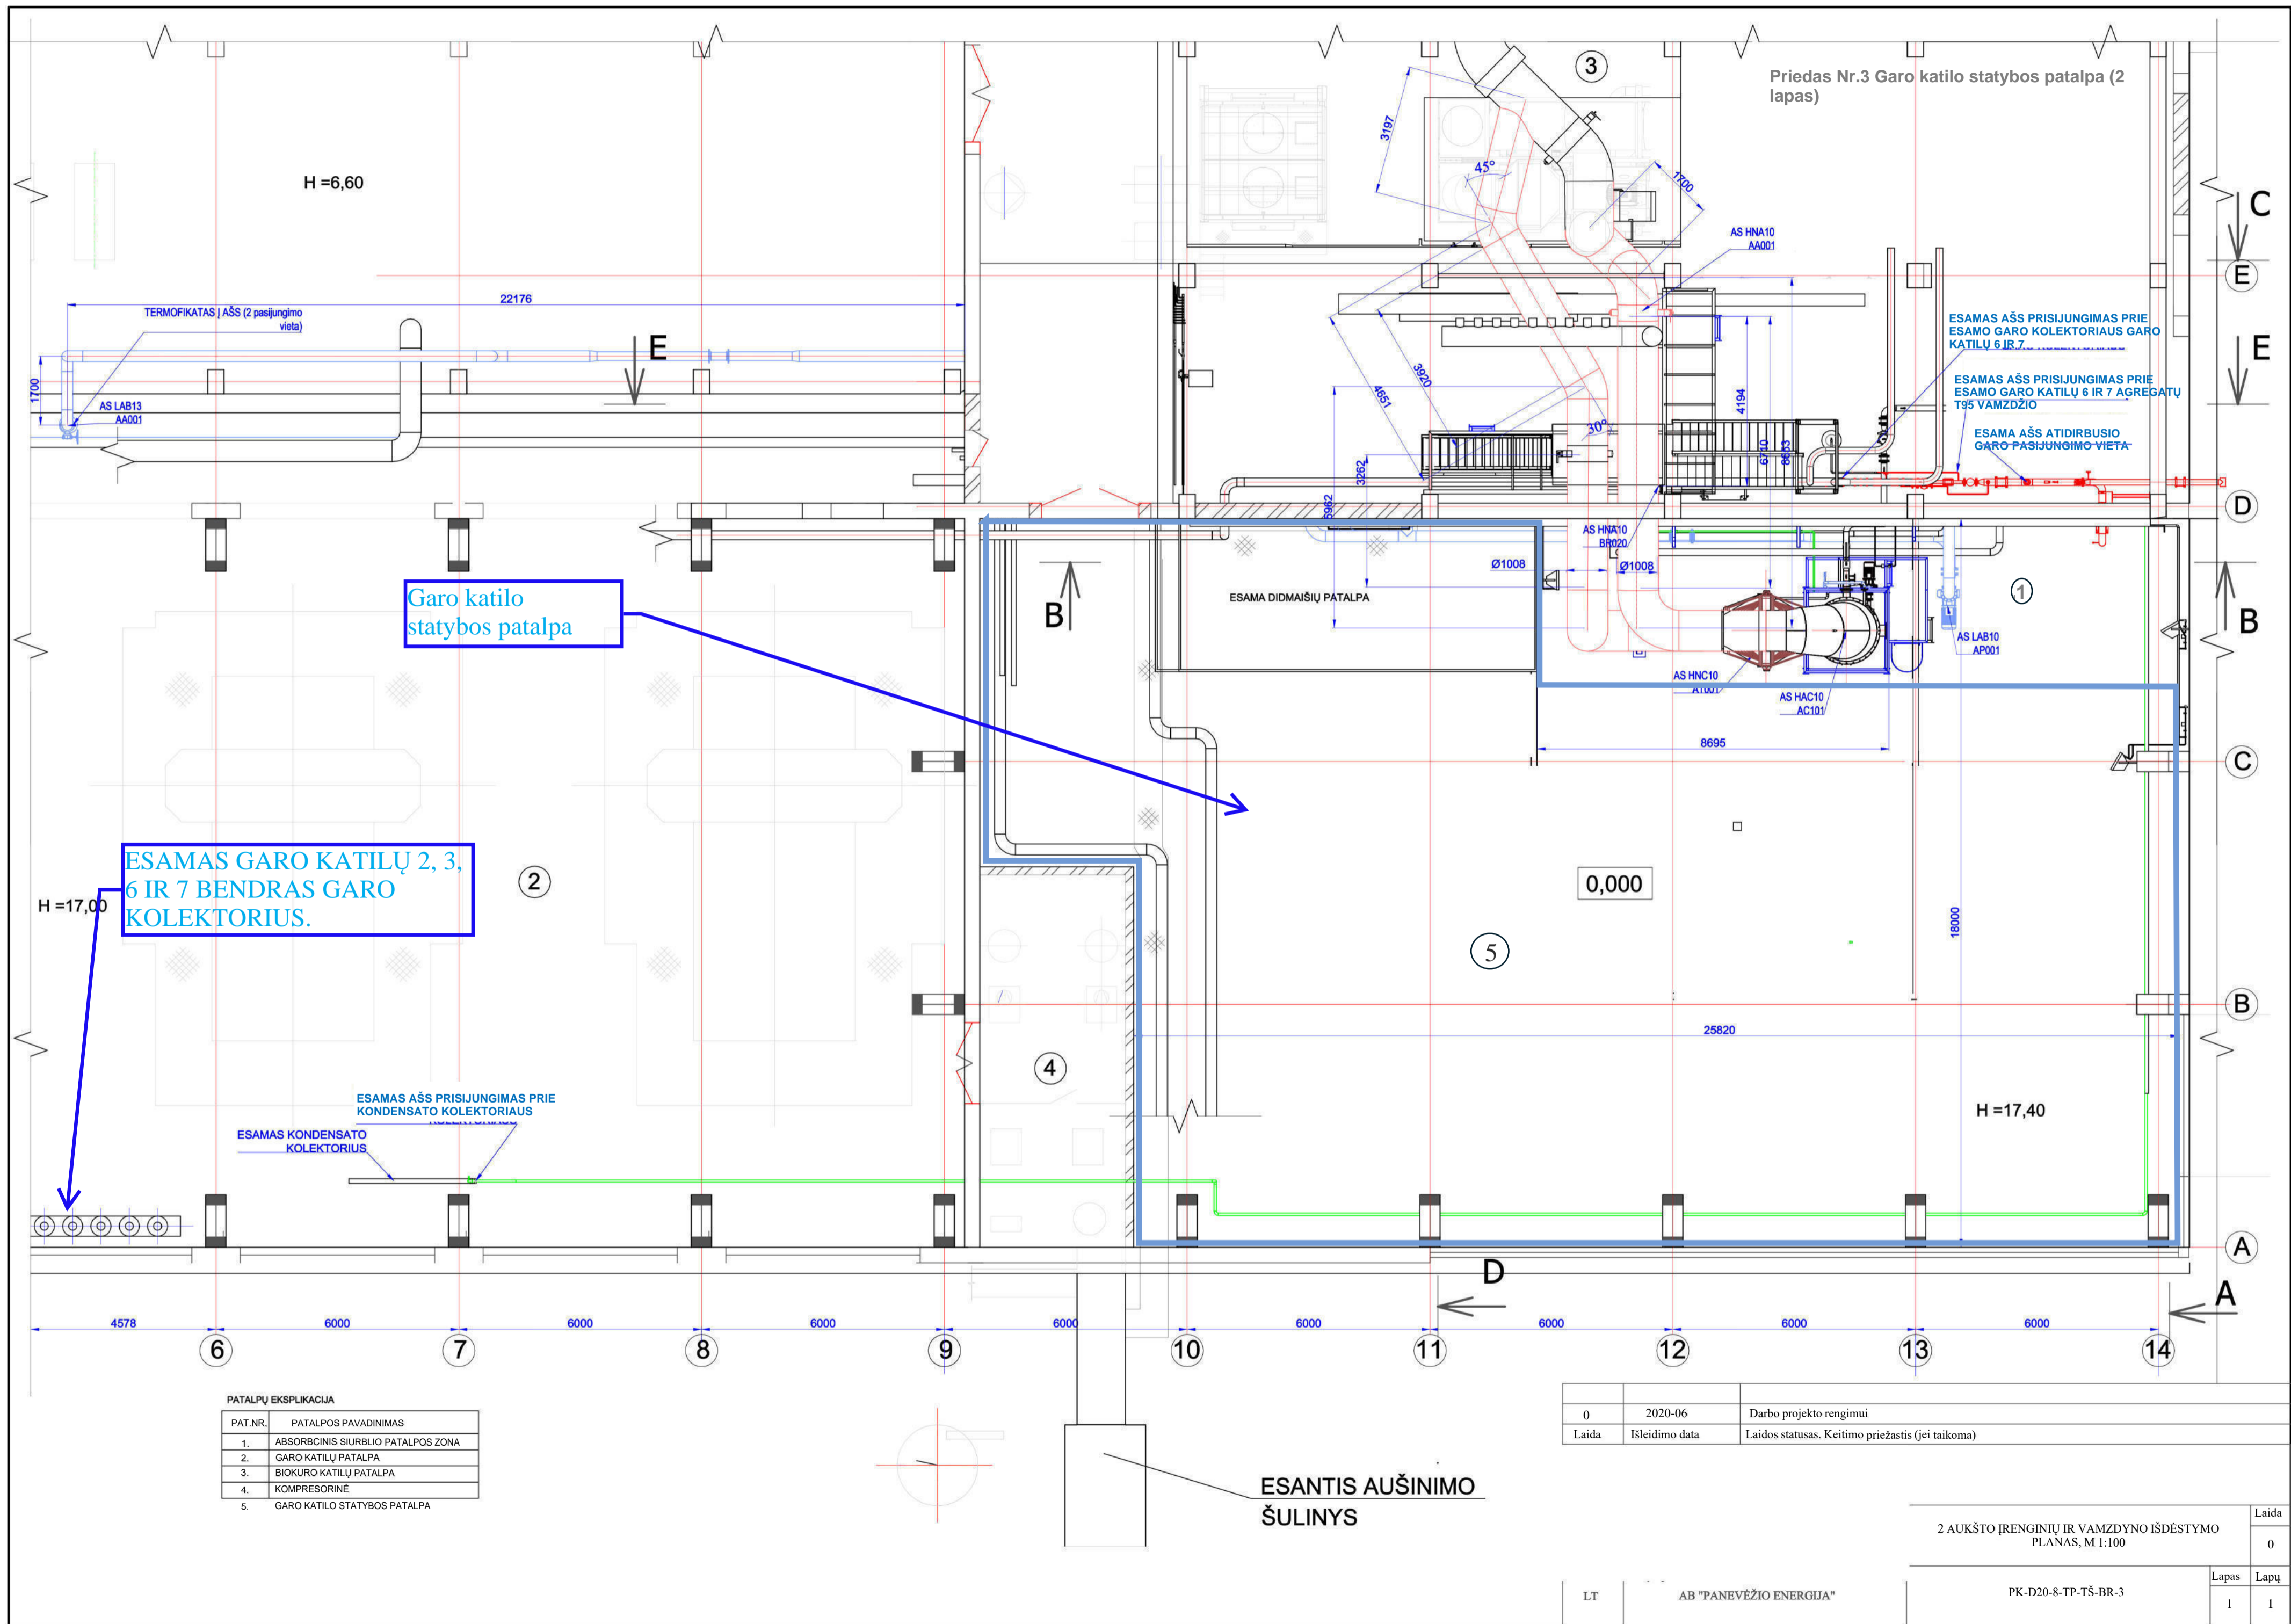 Priedas Nr.3 Garo katilo statybos patalpa (2
lapas)
3
H =6,60
3197
45°
1700
AS HNA10
AA001
C
E
22176
TERMOFIKATAS Į AŠS (2 pasijungimo
vieta)
E
ESAMAS AŠS PRISIJUNGIMAS PRIE
ESAMO GARO KOLEKTORIAUS GARO
KATILŲ 6 IR 7
E
1700
AS LAB13
AA001
3920
4651
4194
ESAMAS AŠS PRISIJUNGIMAS PRIE
ESAMO GARO KATILŲ 6 IR 7 AGREGATŲ
T95 VAMZDŽIO
30°
ESAMA AŠS ATIDIRBUSIO
GARO PASIJUNGIMO VIETA
3262
6710
8653
5962
D
AS HNA10
BR020
Ø1008
Ø1008
Garo katilo
statybos patalpa
B
ESAMA DIDMAIŠIŲ PATALPA
1
B
AS LAB10
AP001
AS HNC10
AT001
AS HAC10
AC101
8695
C
ESAMAS GARO KATILŲ 2, 3,
6 IR 7 BENDRAS GARO
KOLEKTORIUS.
2
H =17,00
0,000
18000
5
B
25820
4
ESAMAS AŠS PRISIJUNGIMAS PRIE
KONDENSATO KOLEKTORIAUS
H =17,40
ESAMAS KONDENSATO
KOLEKTORIUS
A
D
A
4578 6000 6000 6000 6000 6000 6000 6000 6000
6 7 8 9 10 11 12 13 14
PATALPŲ EKSPLIKACIJA
PAT.NR. PATALPOS PAVADINIMAS
1. ABSORBCINIS SIURBLIO PATALPOS ZONA
2. GARO KATILŲ PATALPA
3. BIOKURO KATILŲ PATALPA
4. KOMPRESORINĖ
5. GARO KATILO STATYBOS PATALPA
ESANTIS AUŠINIMO
ŠULINYS
0 2020-06 Darbo projekto rengimui
Laida Išleidimo data Laidos statusas. Keitimo priežastis (jei taikoma)
2 AUKŠTO ĮRENGINIŲ IR VAMZDYNO IŠDĖSTYMO
PLANAS, M 1:100
Laida
0
LT AB "PANEVĖŽIO ENERGIJA"
PK-D20-8-TP-TŠ-BR-3
Lapas Lapų
1 1